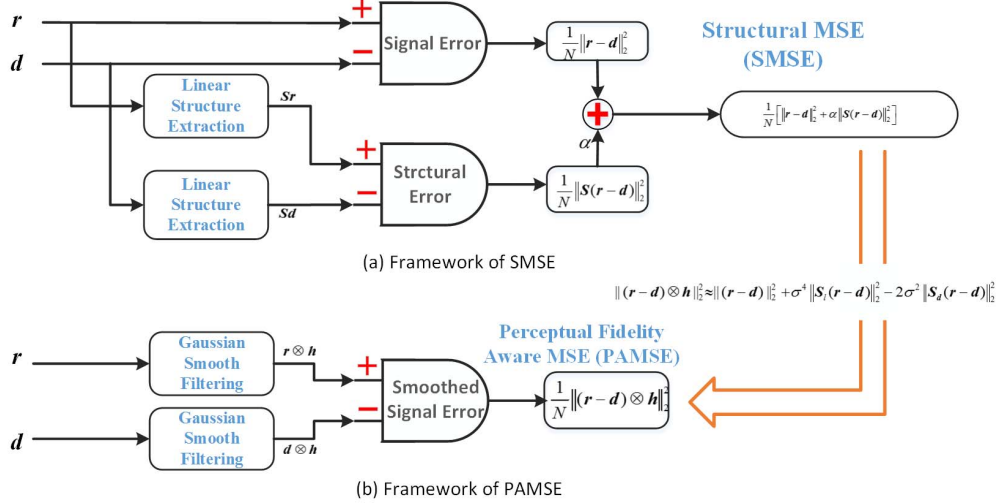 r
d
+
−
Signal Error
Linear
Structure
Extraction
Sr
Linear
Structure
Extraction
Sd
+
−
Strctural
Error
1/N ‖r−d‖₂²
+
α
1/N ‖S(r−d)‖₂²
Structural MSE
(SMSE)
1/N [‖r−d‖₂² + α‖S(r−d)‖₂²]
(a) Framework of SMSE
‖(r−d)⊗h‖₂²≈‖(r−d)‖₂²+σ⁴‖Sᵢ(r−d)‖₂²−2σ²‖S_d(r−d)‖₂²
r
d
Gaussian
Smooth
Filtering
r⊗h
Gaussian
Smooth
Filtering
d⊗h
+
−
Smoothed
Signal Error
Perceptual Fidelity
Aware MSE (PAMSE)
1/N ‖(r−d)⊗h‖₂²
(b) Framework of PAMSE